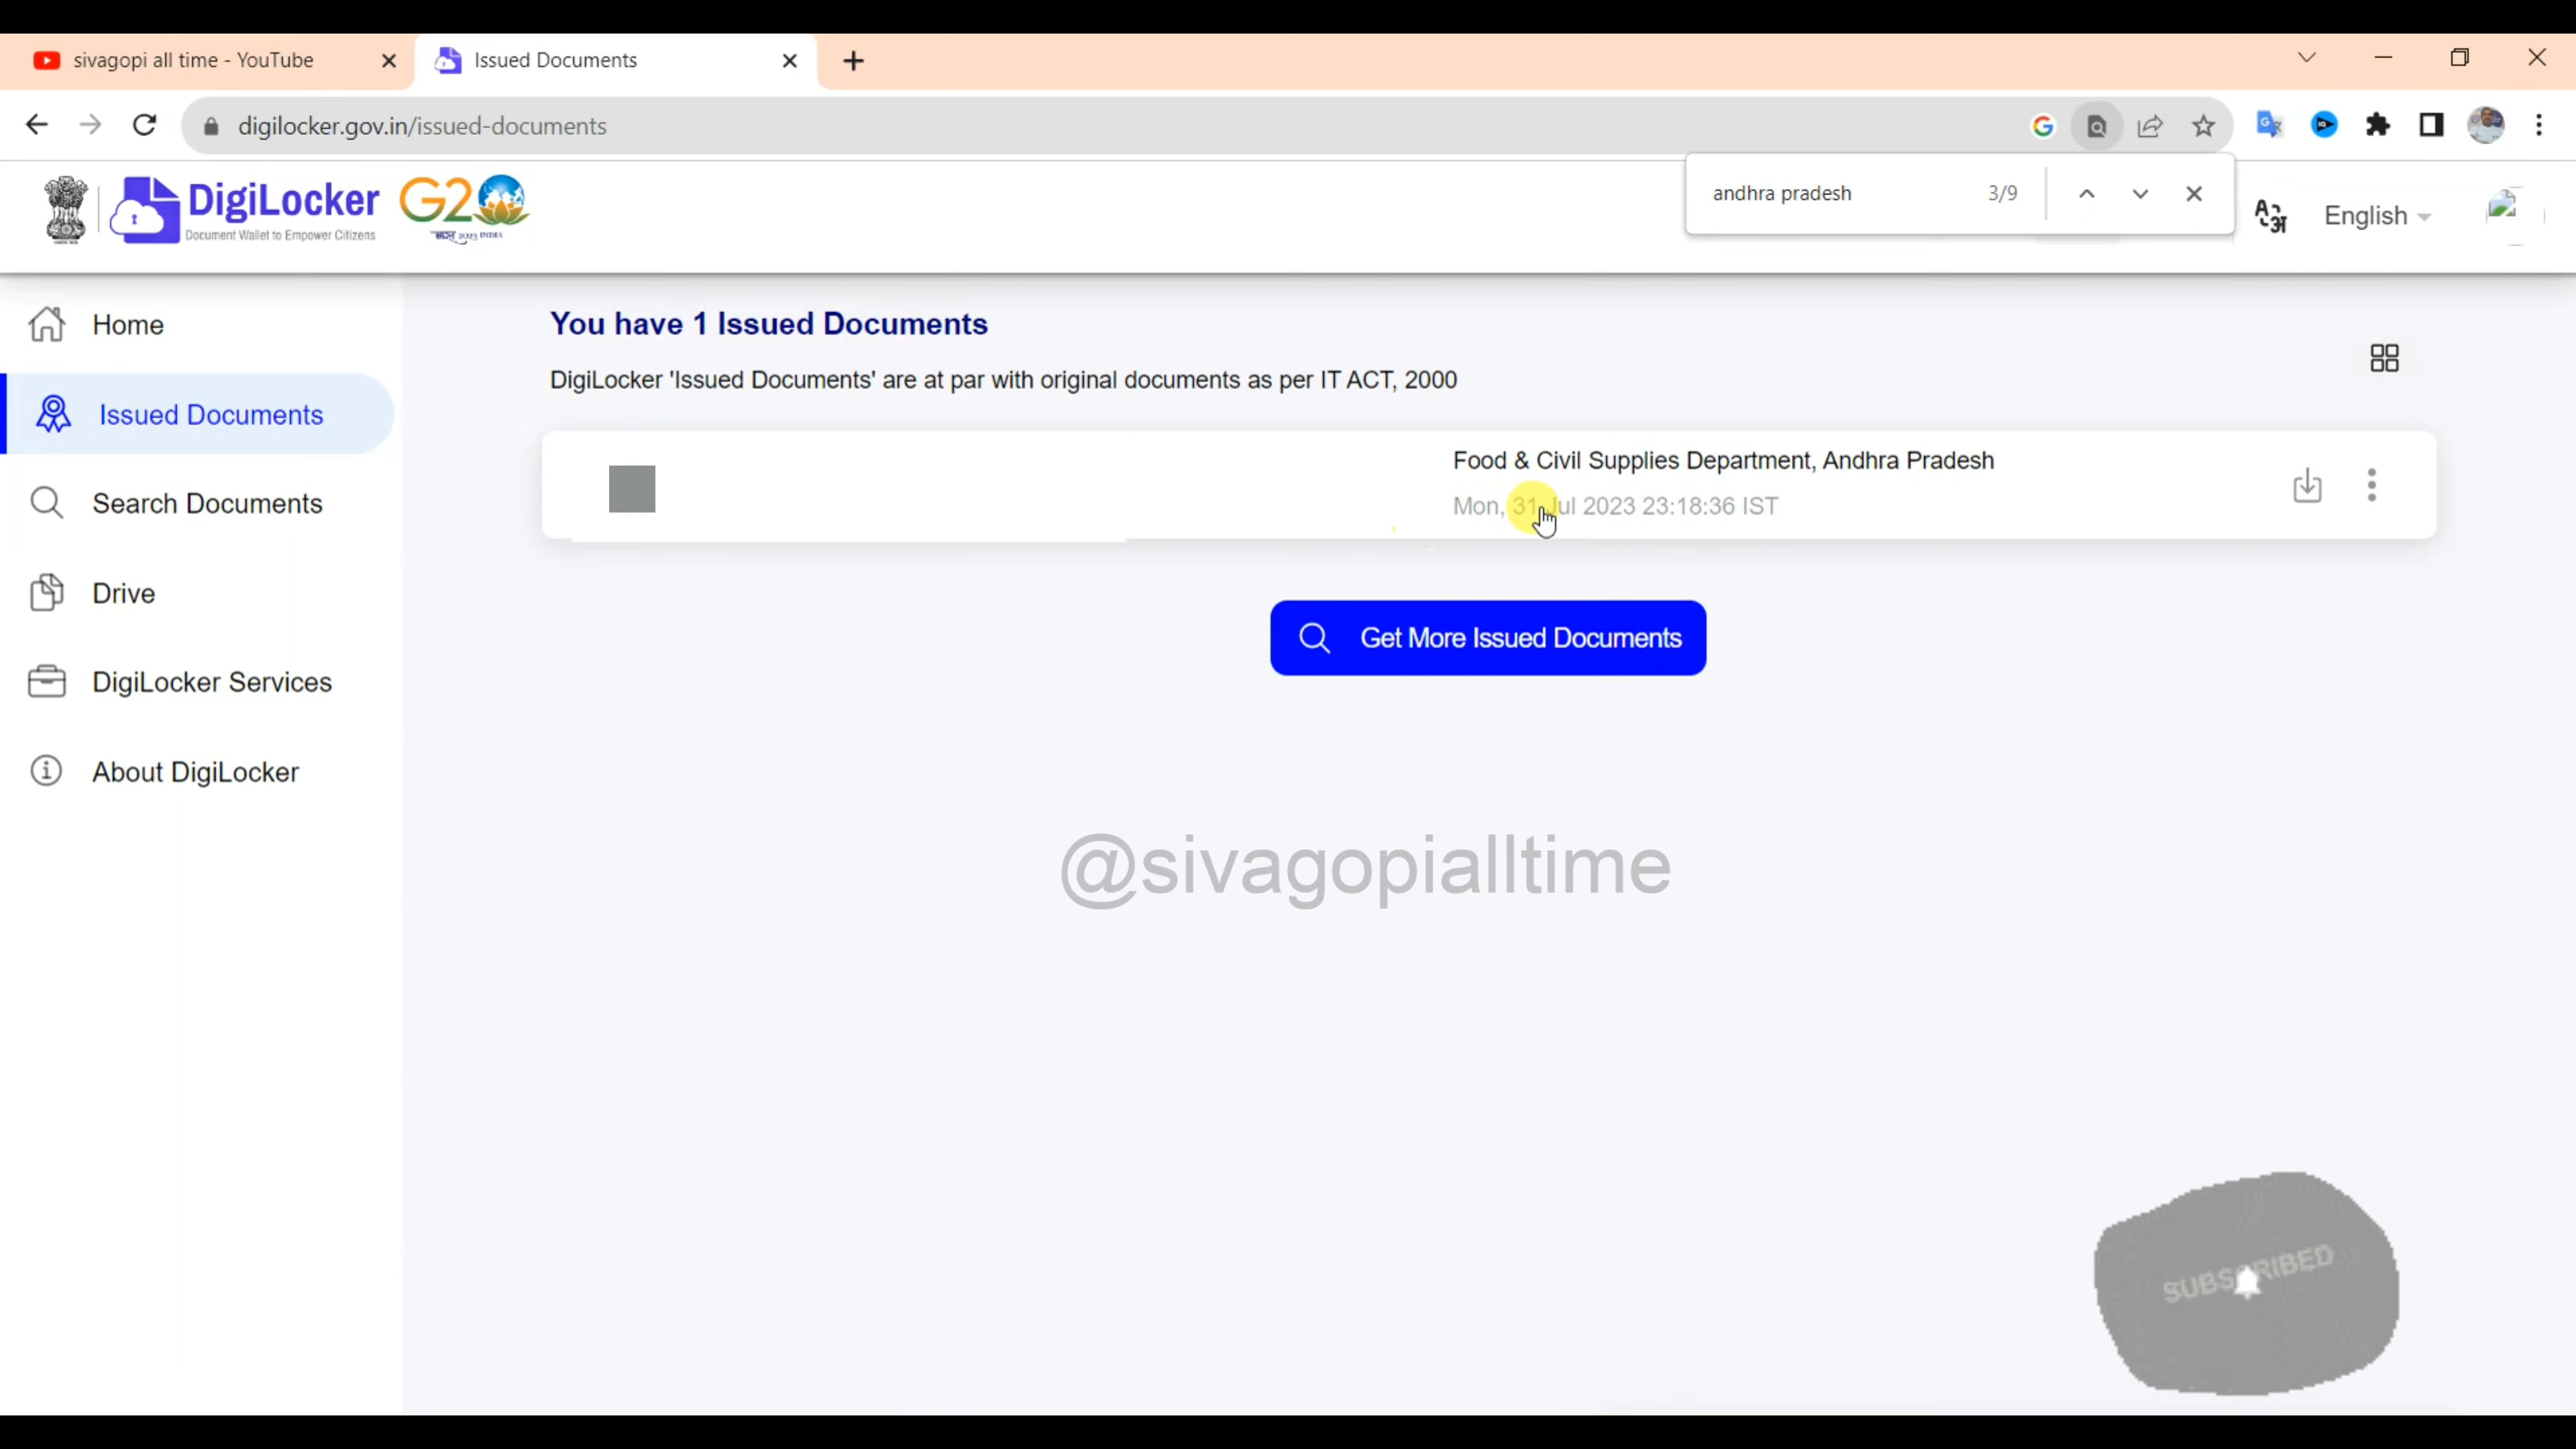 sivagopi all time - YouTube
Issued Documents
digilocker.gov.in/issued-documents
andhra pradesh 3/9
DigiLocker
Document Wallet to Empower Citizens
G20
2023 INDIA
English
Home
Issued Documents
Search Documents
Drive
DigiLocker Services
About DigiLocker
You have 1 Issued Documents
DigiLocker 'Issued Documents' are at par with original documents as per IT ACT, 2000
Food & Civil Supplies Department, Andhra Pradesh
Mon, 31 Jul 2023 23:18:36 IST
Get More Issued Documents
@sivagopialltime
SUBSCRIBED